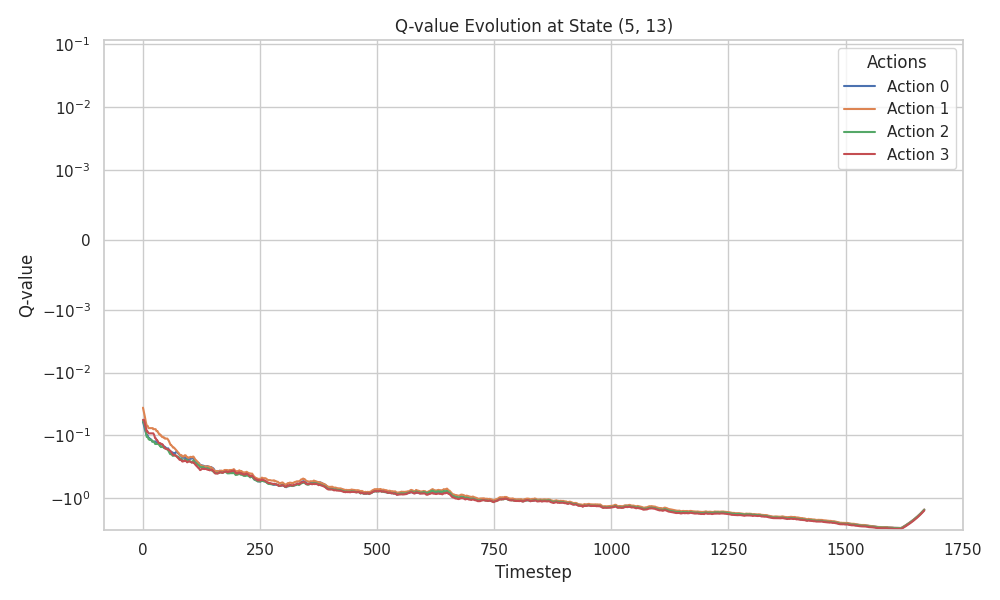 Q-value Evolution at State (5, 13)
Actions
Action 0
Action 1
Action 2
Action 3
Q-value
10⁻¹
10⁻²
10⁻³
0
−10⁻³
−10⁻²
−10⁻¹
−10⁰
0 250 500 750 1000 1250 1500 1750
Timestep